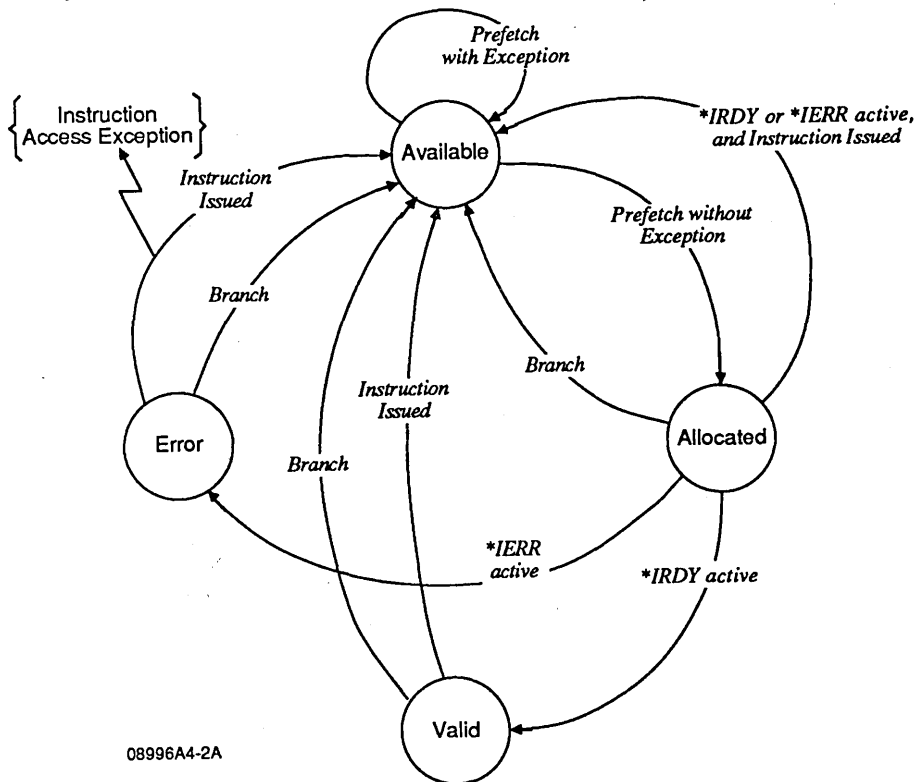 Prefetch
with Exception
{ Instruction
Access Exception }
*IRDY or *IERR active,
and Instruction Issued
Available
Instruction
Issued
Prefetch without
Exception
Branch
Branch
Instruction
Issued
Error
Allocated
Branch
*IERR
active
*IRDY active
Valid
08996A4-2A